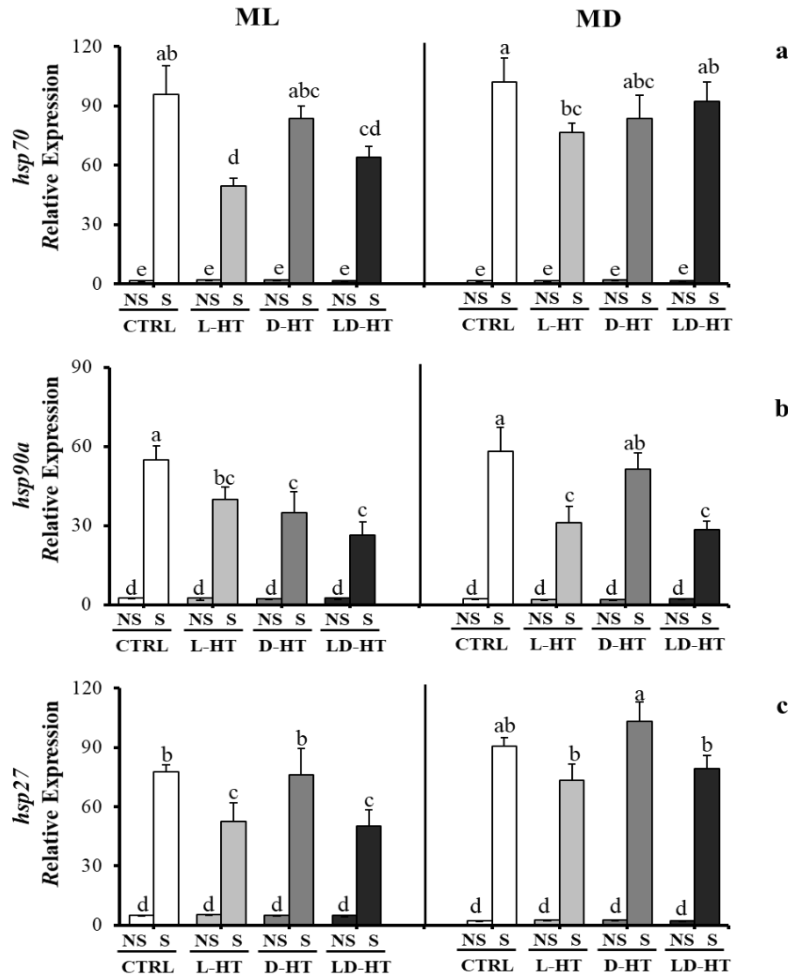 ML MD
a
hsp70
Relative Expression
120
90
60
30
0
ab
d
abc
cd
a
bc
abc
ab
e e e e e e e e
NS S NS S NS S NS S NS S NS S NS S NS S
CTRL L-HT D-HT LD-HT CTRL L-HT D-HT LD-HT
b
hsp90a
Relative Expression
90
60
30
0
a
bc
c
c
a
c
ab
c
d d d d d d d d
NS S NS S NS S NS S NS S NS S NS S NS S
CTRL L-HT D-HT LD-HT CTRL L-HT D-HT LD-HT
c
hsp27
Relative Expression
120
90
60
30
0
b
c
b
c
ab
b
a
b
d d d d d d d d
NS S NS S NS S NS S NS S NS S NS S NS S
CTRL L-HT D-HT LD-HT CTRL L-HT D-HT LD-HT